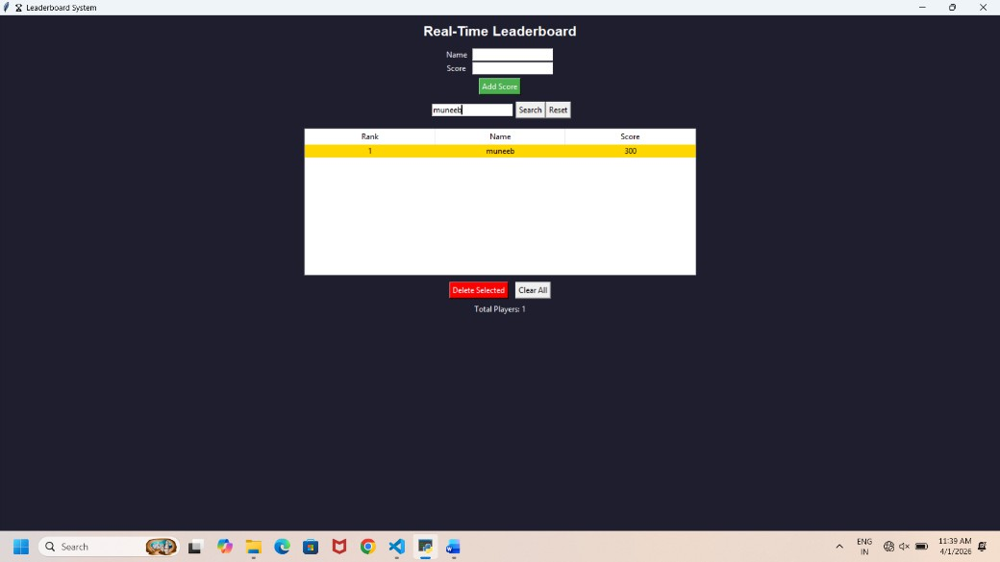 Leaderboard System
Real-Time Leaderboard
Name
Score
Add Score
muneeb Search Reset
Rank Name Score
1 muneeb 300
Delete Selected Clear All
Total Players: 1
Search
ENG
IN
11:39 AM
4/1/2026